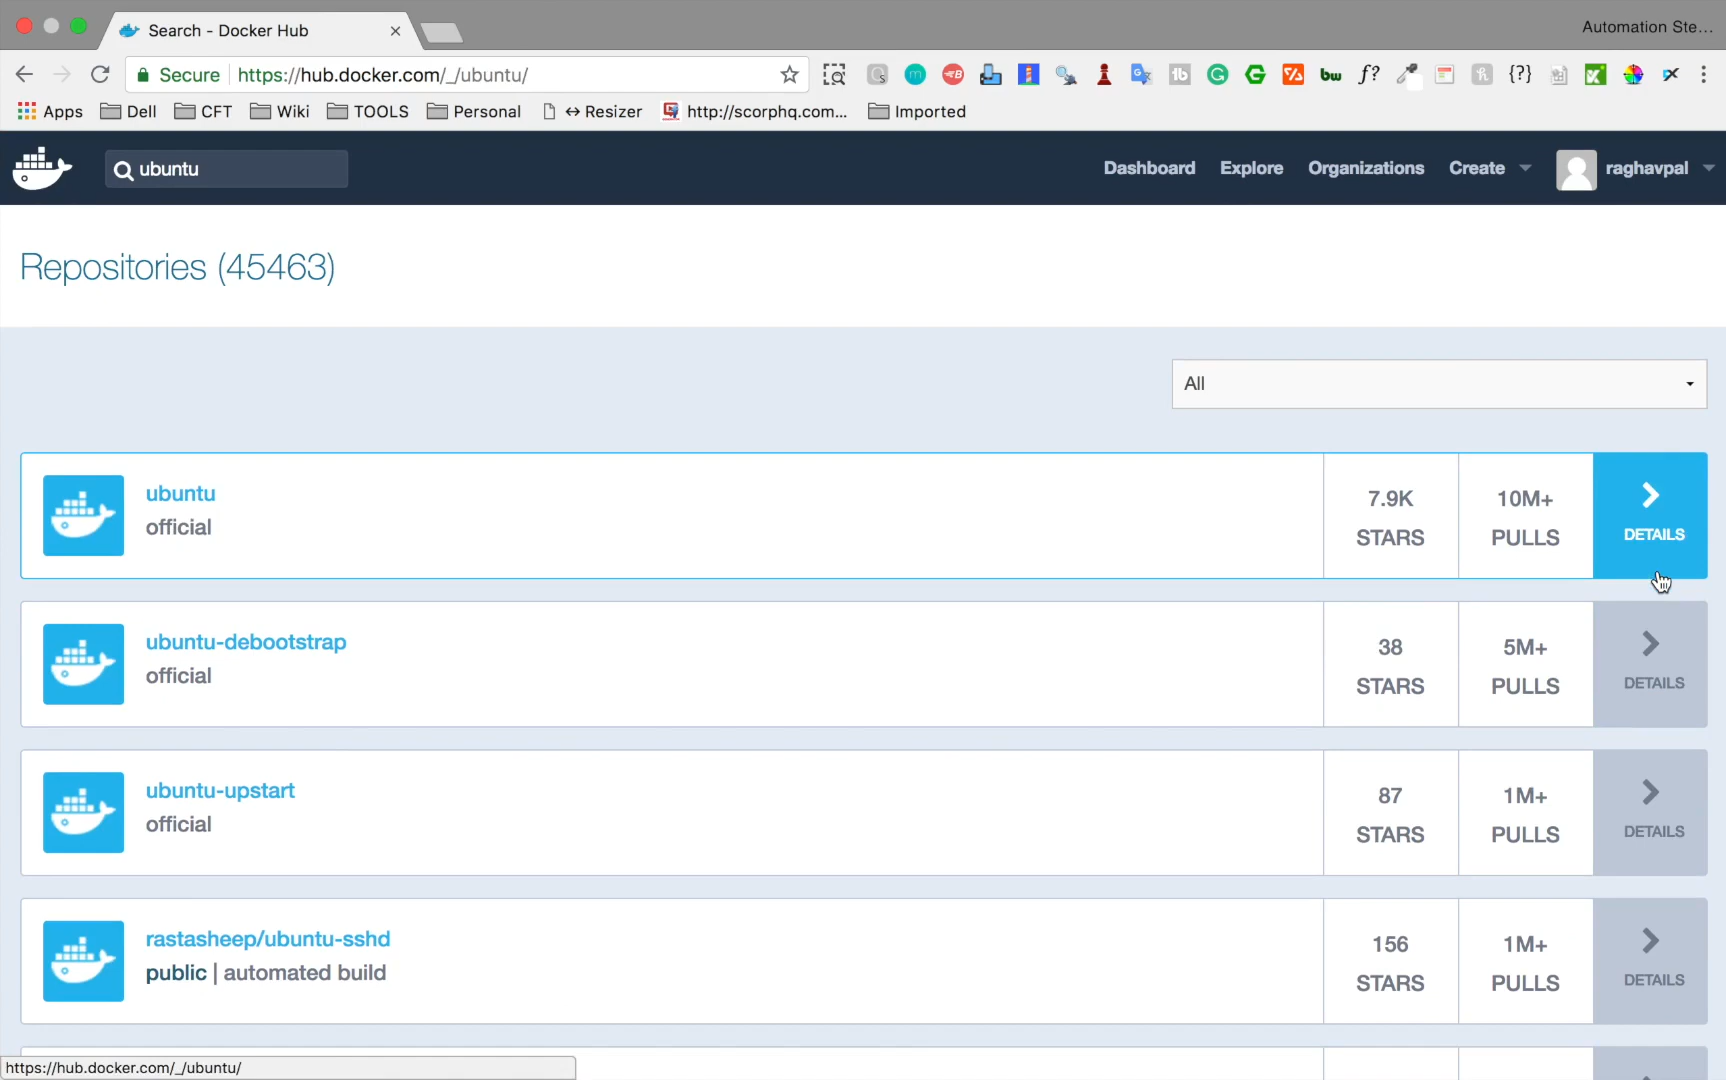 Search - Docker Hub
Automation Ste...
Secure https://hub.docker.com/_/ubuntu/
Apps Dell CFT Wiki TOOLS Personal ↔ Resizer http://scorphq.com... Imported
ubuntu
Dashboard Explore Organizations Create raghavpal
Repositories (45463)
All
ubuntu
official
7.9K
STARS
10M+
PULLS
DETAILS
ubuntu-debootstrap
official
38
STARS
5M+
PULLS
DETAILS
ubuntu-upstart
official
87
STARS
1M+
PULLS
DETAILS
rastasheep/ubuntu-sshd
public | automated build
156
STARS
1M+
PULLS
DETAILS
https://hub.docker.com/_/ubuntu/